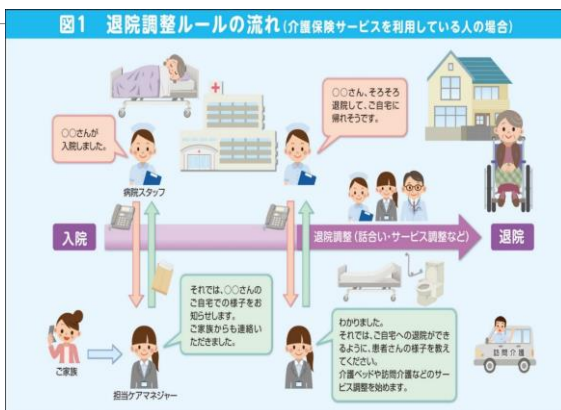 図1 退院調整ルールの流れ(介護保険サービスを利用している人の場合)
〇〇さんが
入院しました。
病院スタッフ
〇〇さん、そろそろ
退院して、ご自宅に
帰れそうです。
入院
退院調整(話合い・サービス調整など)
退院
それでは、〇〇さんの
ご自宅での様子をお
知らせします。
ご家族からも連絡い
ただきました。
ご家族
担当ケアマネジャー
わかりました。
それでは、ご自宅への退院ができ
るように、患者さんの様子を教え
てください。
介護ベッドや訪問介護などのサー
ビス調整を始めます。
訪問介護